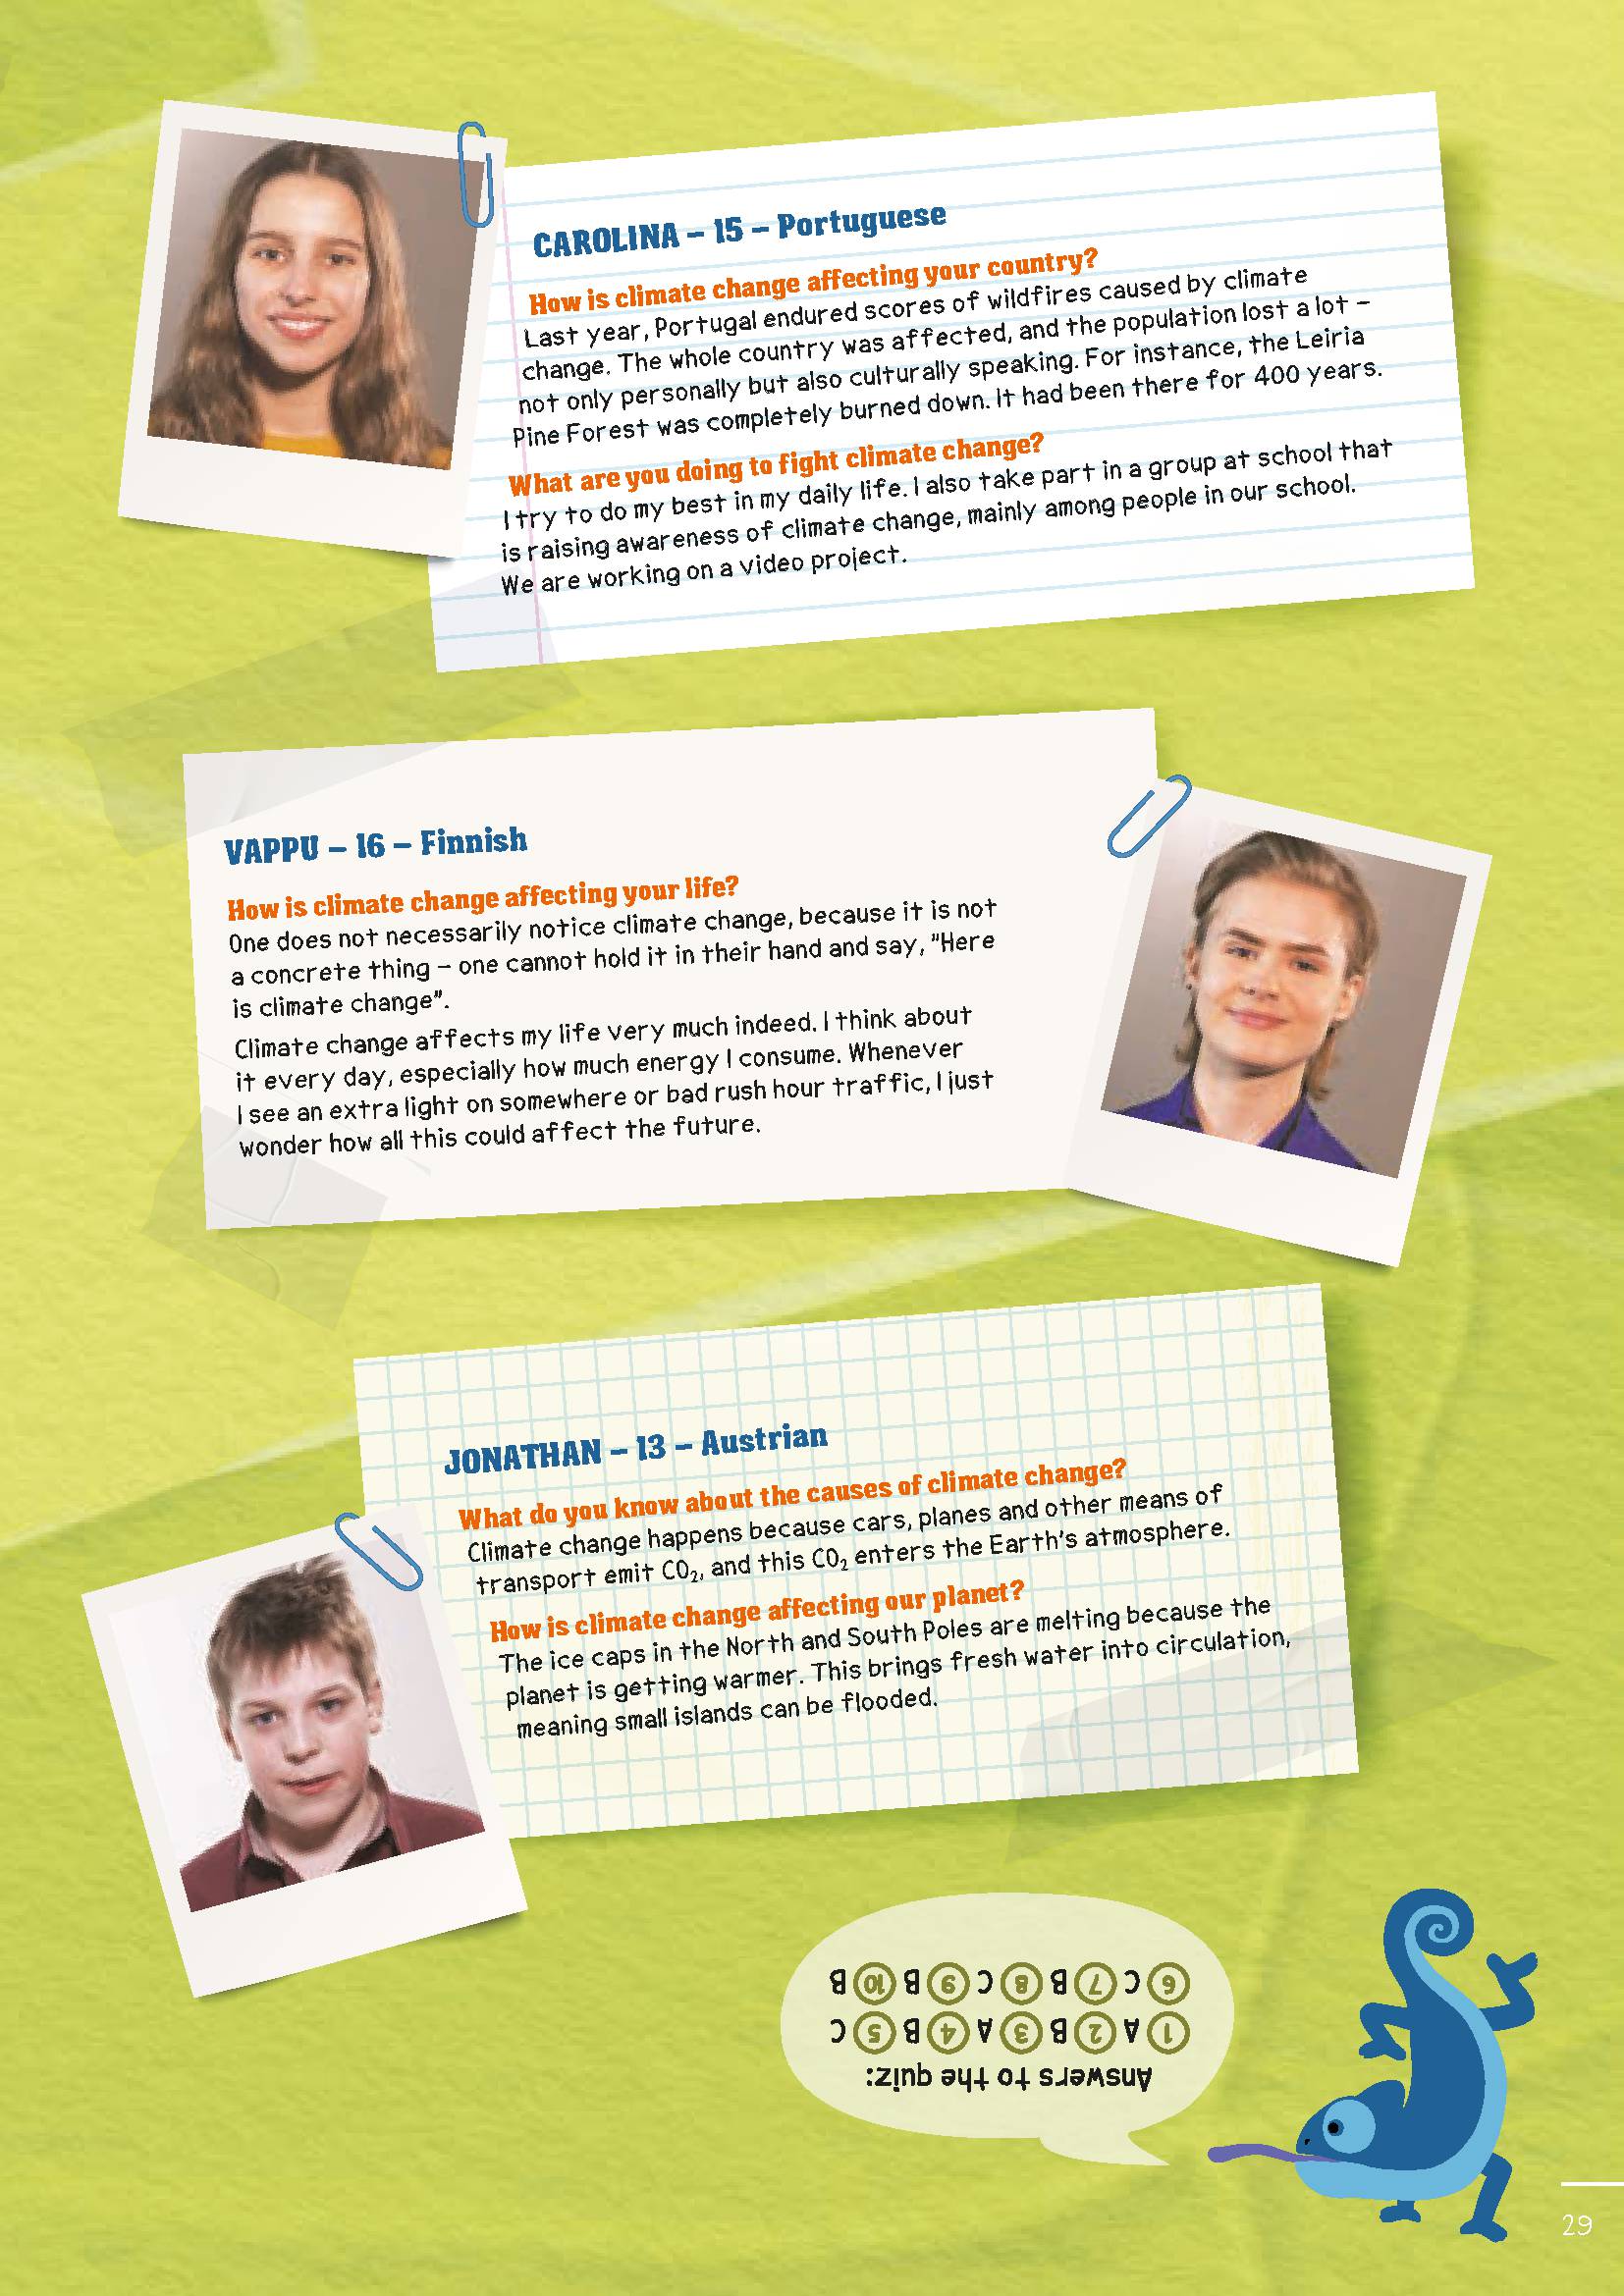 CAROLINA – 15 – Portuguese
How is climate change affecting your country?
Last year, Portugal endured scores of wildfires caused by climate
change. The whole country was affected, and the population lost a lot –
not only personally but also culturally speaking. For instance, the Leiria
Pine Forest was completely burned down. It had been there for 400 years.
What are you doing to fight climate change?
I try to do my best in my daily life. I also take part in a group at school that
is raising awareness of climate change, mainly among people in our school.
We are working on a video project.
VAPPU – 16 – Finnish
How is climate change affecting your life?
One does not necessarily notice climate change, because it is not
a concrete thing – one cannot hold it in their hand and say, "Here
is climate change".
Climate change affects my life very much indeed. I think about
it every day, especially how much energy I consume. Whenever
I see an extra light on somewhere or bad rush hour traffic, I just
wonder how all this could affect the future.
JONATHAN – 13 – Austrian
What do you know about the causes of climate change?
Climate change happens because cars, planes and other means of
transport emit CO₂, and this CO₂ enters the Earth's atmosphere.
How is climate change affecting our planet?
The ice caps in the North and South Poles are melting because the
planet is getting warmer. This brings fresh water into circulation,
meaning small islands can be flooded.
Answers to the quiz:
1 A 2 B 3 A 4 B 5 C
6 C 7 B 8 C 9 B 10 B
29